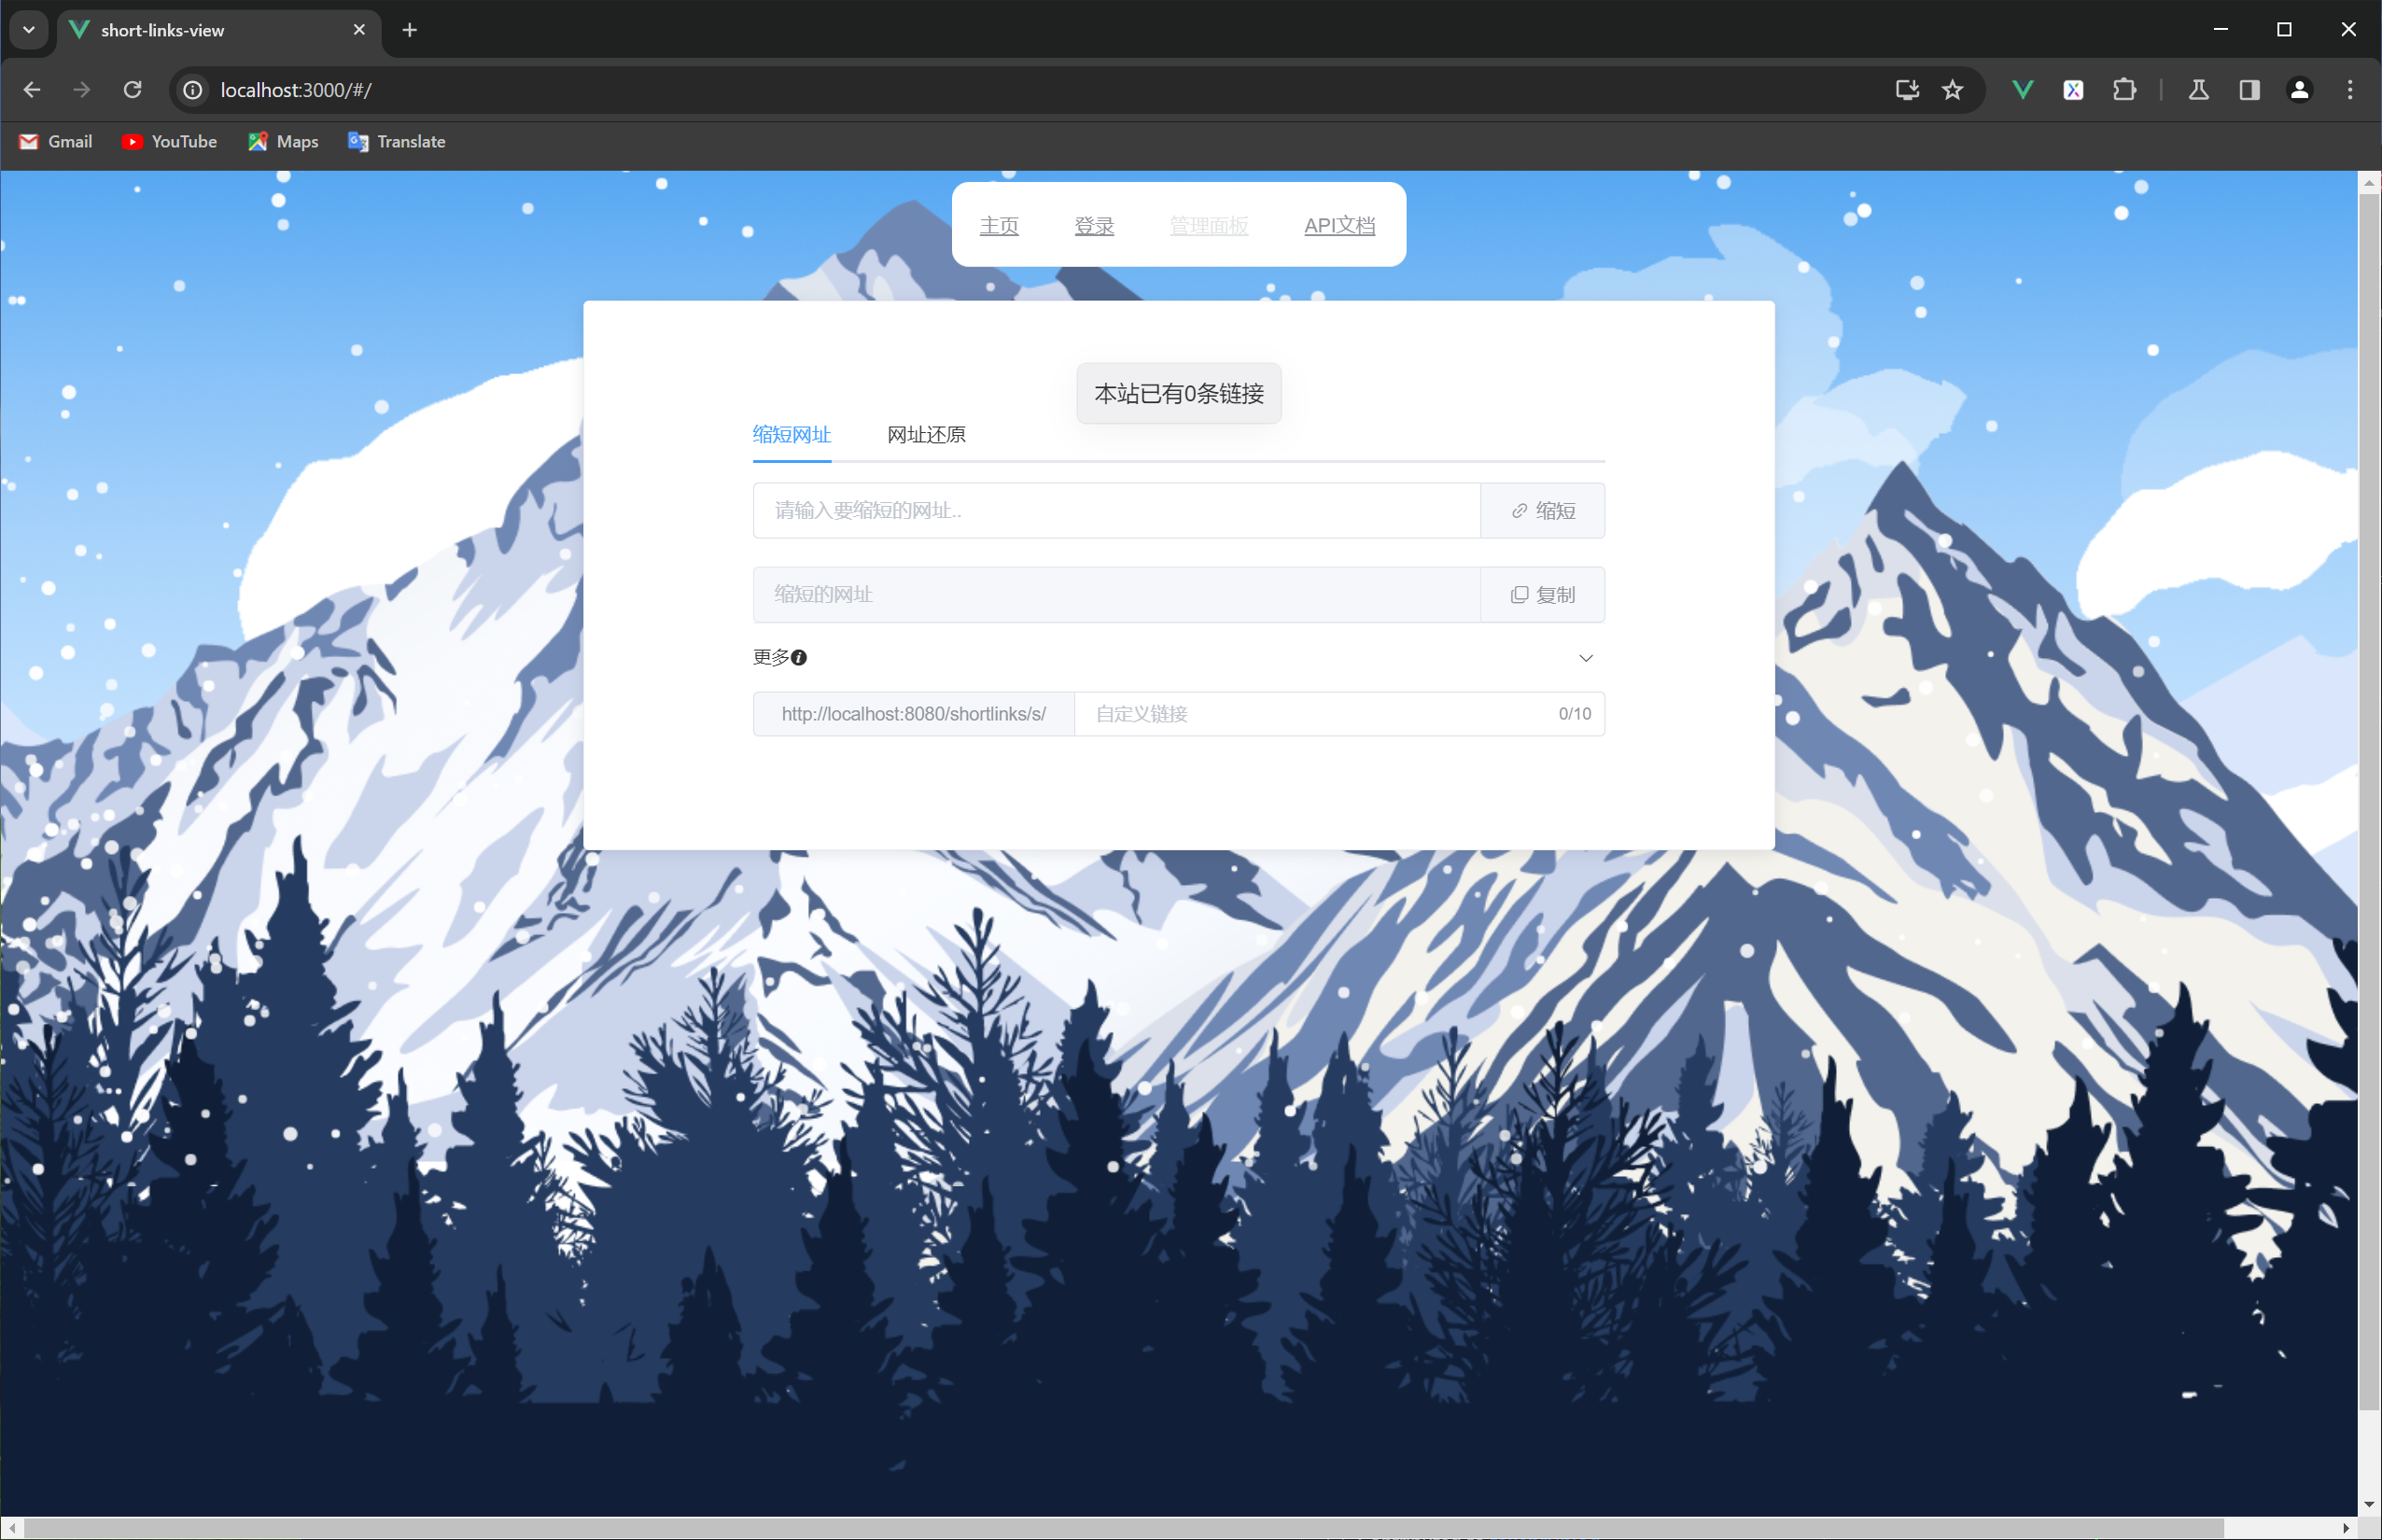 short-links-view
localhost:3000/#/
Gmail YouTube Maps Translate
主页 登录 管理面板 API文档
本站已有0条链接
缩短网址 网址还原
请输入要缩短的网址.. 缩短
缩短的网址 复制
更多
http://localhost:8080/shortlinks/s/ 自定义链接 0/10